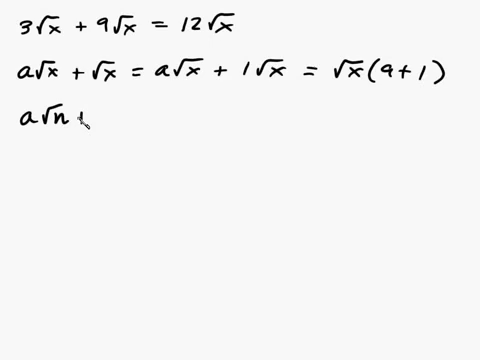 3√x + 9√x = 12√x
a√x + √x = a√x + 1√x = √x(a+1)
a√n